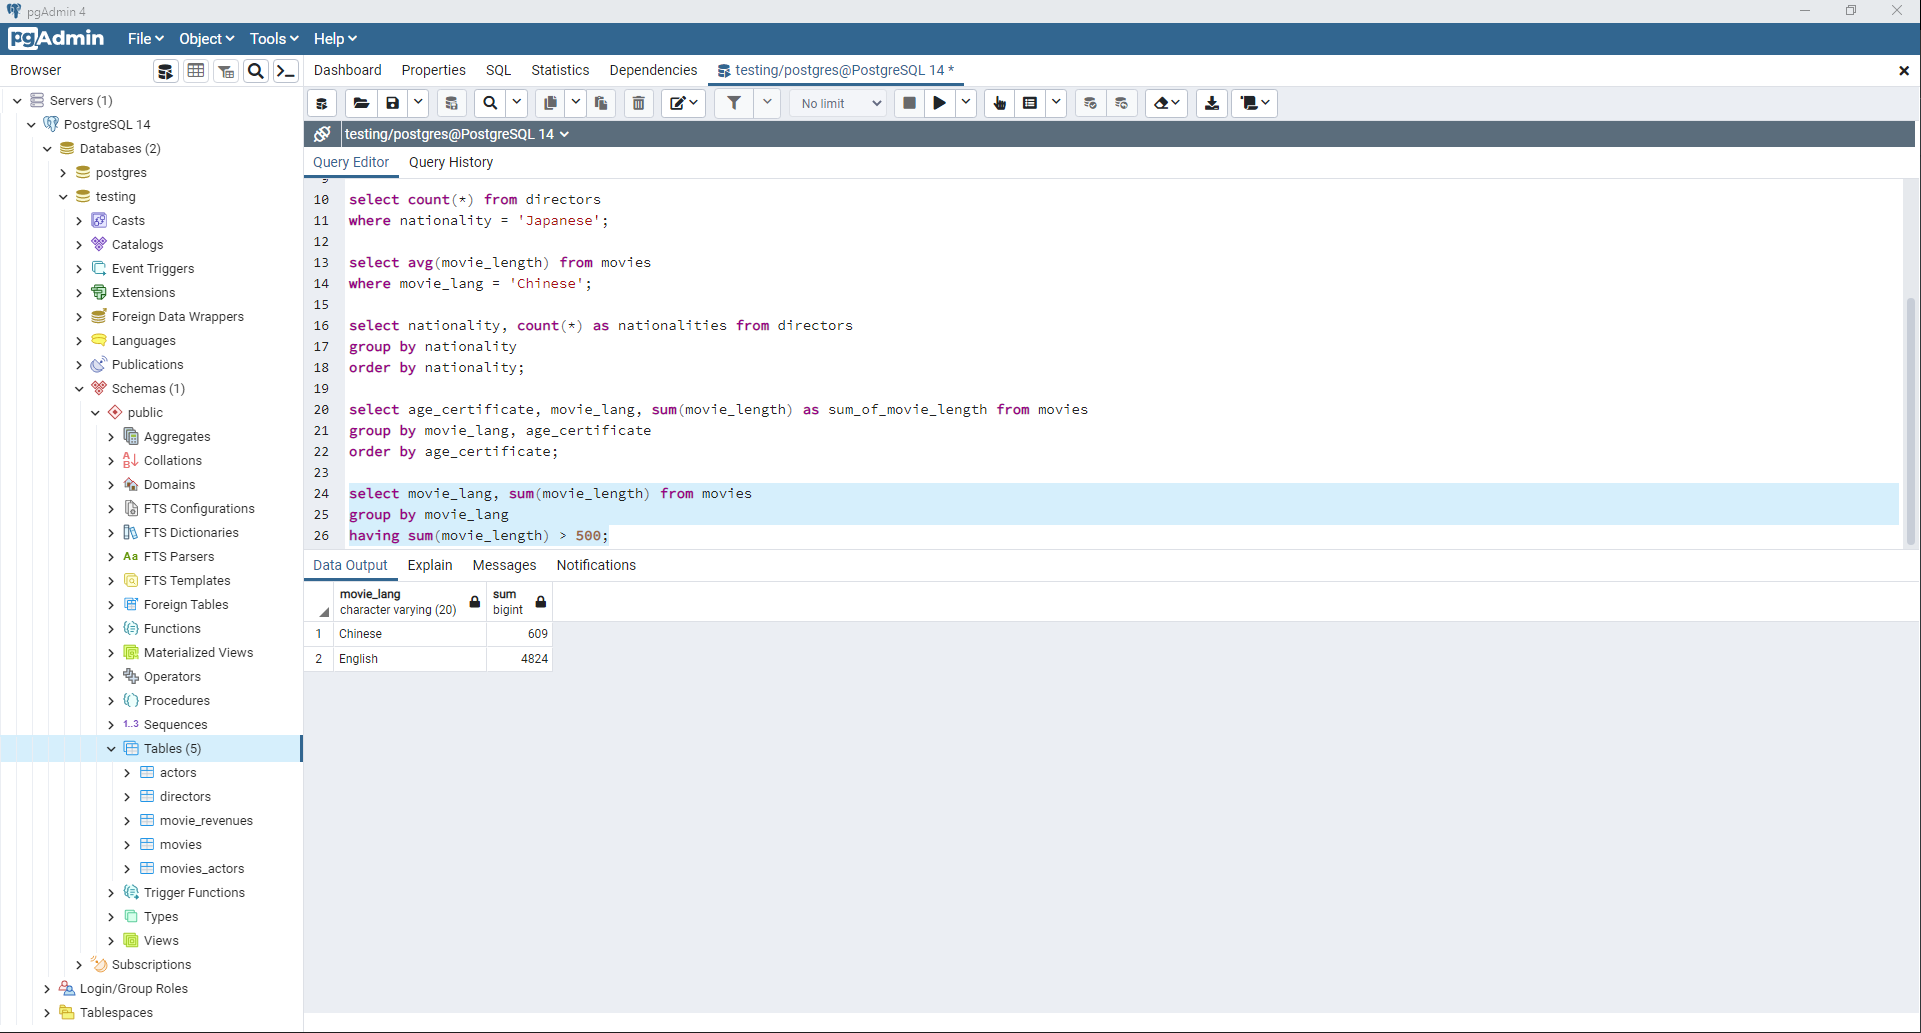 pgAdmin 4
pgAdmin File Object Tools Help
Browser
Dashboard Properties SQL Statistics Dependencies testing/postgres@PostgreSQL 14 *
No limit
testing/postgres@PostgreSQL 14
Query Editor Query History
Servers (1)
PostgreSQL 14
Databases (2)
postgres
testing
Casts
Catalogs
Event Triggers
Extensions
Foreign Data Wrappers
Languages
Publications
Schemas (1)
public
Aggregates
Collations
Domains
FTS Configurations
FTS Dictionaries
Aa FTS Parsers
FTS Templates
Foreign Tables
Functions
Materialized Views
Operators
Procedures
1..3 Sequences
Tables (5)
actors
directors
movie_revenues
movies
movies_actors
Trigger Functions
Types
Views
Subscriptions
Login/Group Roles
Tablespaces
9
10 select count(*) from directors
11 where nationality = 'Japanese';
12
13 select avg(movie_length) from movies
14 where movie_lang = 'Chinese';
15
16 select nationality, count(*) as nationalities from directors
17 group by nationality
18 order by nationality;
19
20 select age_certificate, movie_lang, sum(movie_length) as sum_of_movie_length from movies
21 group by movie_lang, age_certificate
22 order by age_certificate;
23
24 select movie_lang, sum(movie_length) from movies
25 group by movie_lang
26 having sum(movie_length) > 500;
Data Output Explain Messages Notifications
movie_lang sum
character varying (20) bigint
1 Chinese 609
2 English 4824